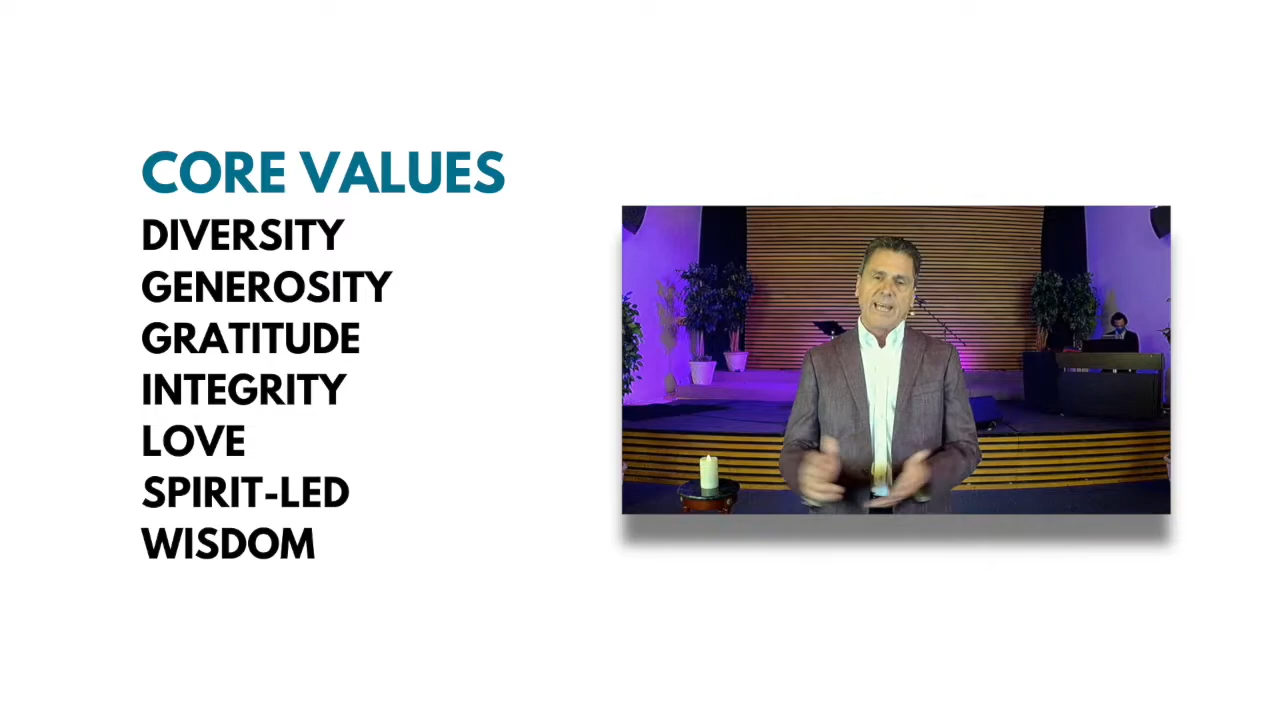 CORE VALUES
DIVERSITY
GENEROSITY
GRATITUDE
INTEGRITY
LOVE
SPIRIT-LED
WISDOM